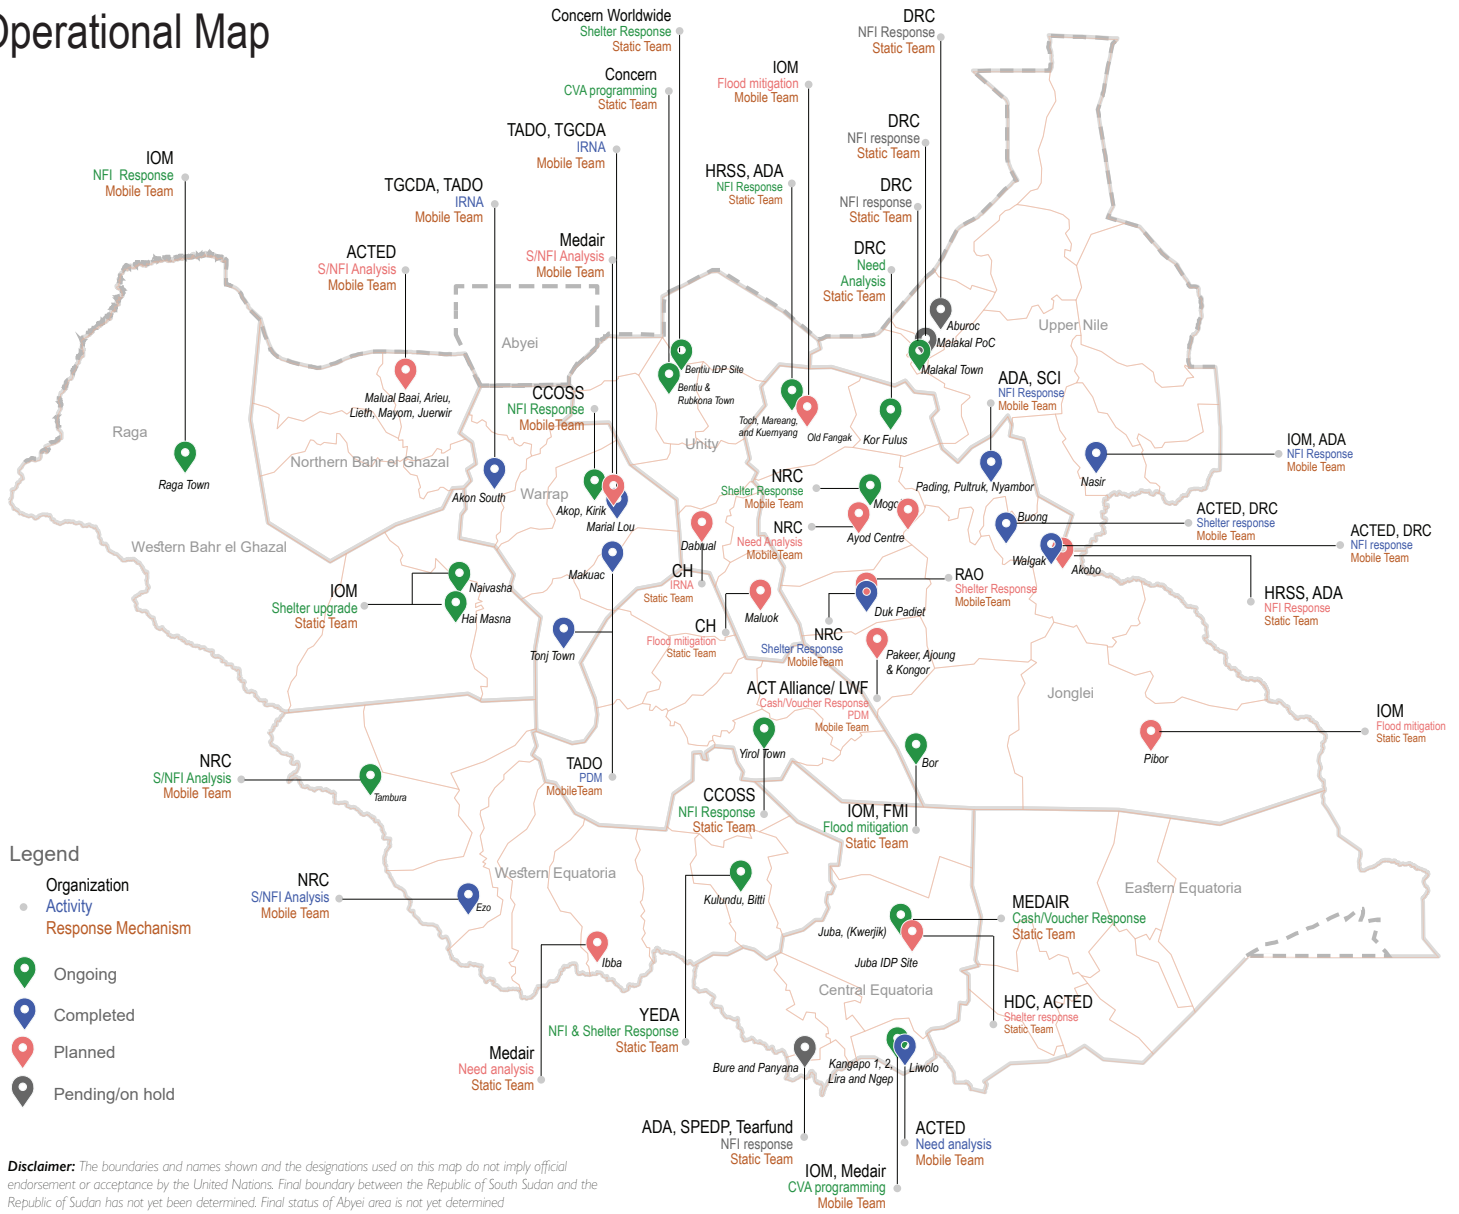 Operational Map
Concern Worldwide
Shelter Response
Static Team
DRC
NFI Response
Static Team
Concern
CVA programming
Static Team
IOM
Flood mitigation
Mobile Team
TADO, TGCDA
IRNA
Mobile Team
DRC
NFI response
Static Team
IOM
NFI Response
Mobile Team
TGCDA, TADO
IRNA
Mobile Team
HRSS, ADA
NFI Response
Static Team
DRC
NFI response
Static Team
ACTED
S/NFI Analysis
Mobile Team
Medair
S/NFI Analysis
Mobile Team
DRC
Need
Analysis
Static Team
Aburoc
Malakal PoC
Malakal Town
Upper Nile
Abyei
Bentiu IDP Site
Bentiu &
Rubkona Town
Malual Baai, Arieu,
Lieth, Mayom, Juerwir
CCOSS
NFI Response
MobileTeam
Toch, Mareang,
and Kuernyang
Old Fangak
Kor Fulus
ADA, SCI
NFI Response
Mobile Team
Raga
Raga Town
Northern Bahr el Ghazal
Akon South
Warrap
Unity
Akop, Kirik
Marial Lou
Pading, Pultruk, Nyambor
Nasir
IOM, ADA
NFI Response
Mobile Team
NRC
Shelter Response
Mobile Team
NRC
Need Analysis
MobileTeam
Ayod Centre
Buong
ACTED, DRC
Shelter response
Mobile Team
ACTED, DRC
NFI response
Mobile Team
Western Bahr el Ghazal
Dablual
Walgak
Akobo
HRSS, ADA
NFI Response
Static Team
Makuac
CH
IRNA
Static Team
RAO
Shelter Response
MobileTeam
IOM
Shelter upgrade
Static Team
Naivasha
Hai Masna
Maluok
Duk Padiet
CH
Flood mitigation
Static Team
NRC
Shelter Response
MobileTeam
Tonj Town
Pakeer, Ajoung
& Kongor
ACT Alliance/ LWF
Cash/Voucher Response
PDM
Mobile Team
Jonglei
IOM
Flood mitigation
Static Team
Pibor
Yirol Town
Bor
NRC
S/NFI Analysis
Mobile Team
Tambura
TADO
PDM
MobileTeam
CCOSS
NFI Response
Static Team
IOM, FMI
Flood mitigation
Static Team
Legend
Organization
Activity
Response Mechanism
Ongoing
Completed
Planned
Pending/on hold
NRC
S/NFI Analysis
Mobile Team
Ezo
Western Equatoria
Kulundu, Bitti
Eastern Equatoria
MEDAIR
Cash/Voucher Response
Static Team
Juba, (Kwerjik)
Juba IDP Site
Ibba
Central Equatoria
HDC, ACTED
Shelter response
Static Team
YEDA
NFI & Shelter Response
Static Team
Medair
Need analysis
Static Team
Bure and Panyana
Kangapo 1, 2,
Lira and Ngep
Liwolo
ADA, SPEDP, Tearfund
NFI response
Static Team
ACTED
Need analysis
Mobile Team
IOM, Medair
CVA programming
Mobile Team
Disclaimer: The boundaries and names shown and the designations used on this map do not imply official
endorsement or acceptance by the United Nations. Final boundary between the Republic of South Sudan and the
Republic of Sudan has not yet been determined. Final status of Abyei area is not yet determined